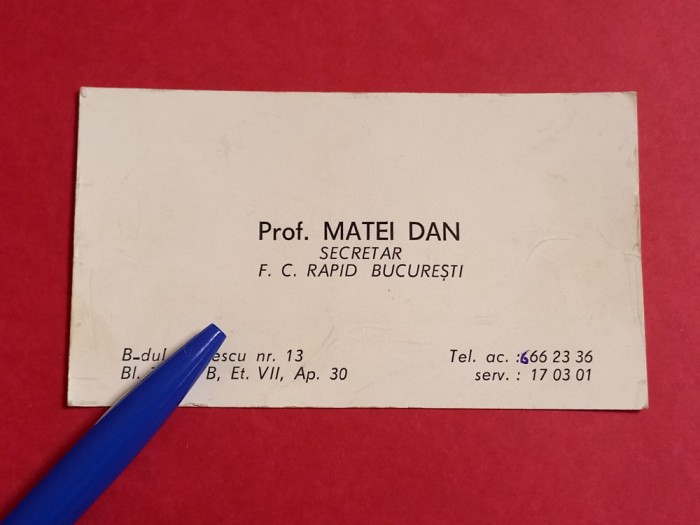 Prof. MATEI DAN
SECRETAR
F. C. RAPID BUCUREȘTI
B-dul nr. 13
Bl. B, Et. VII, Ap. 30
Tel. ac. :666 23 36
serv. : 17 03 01